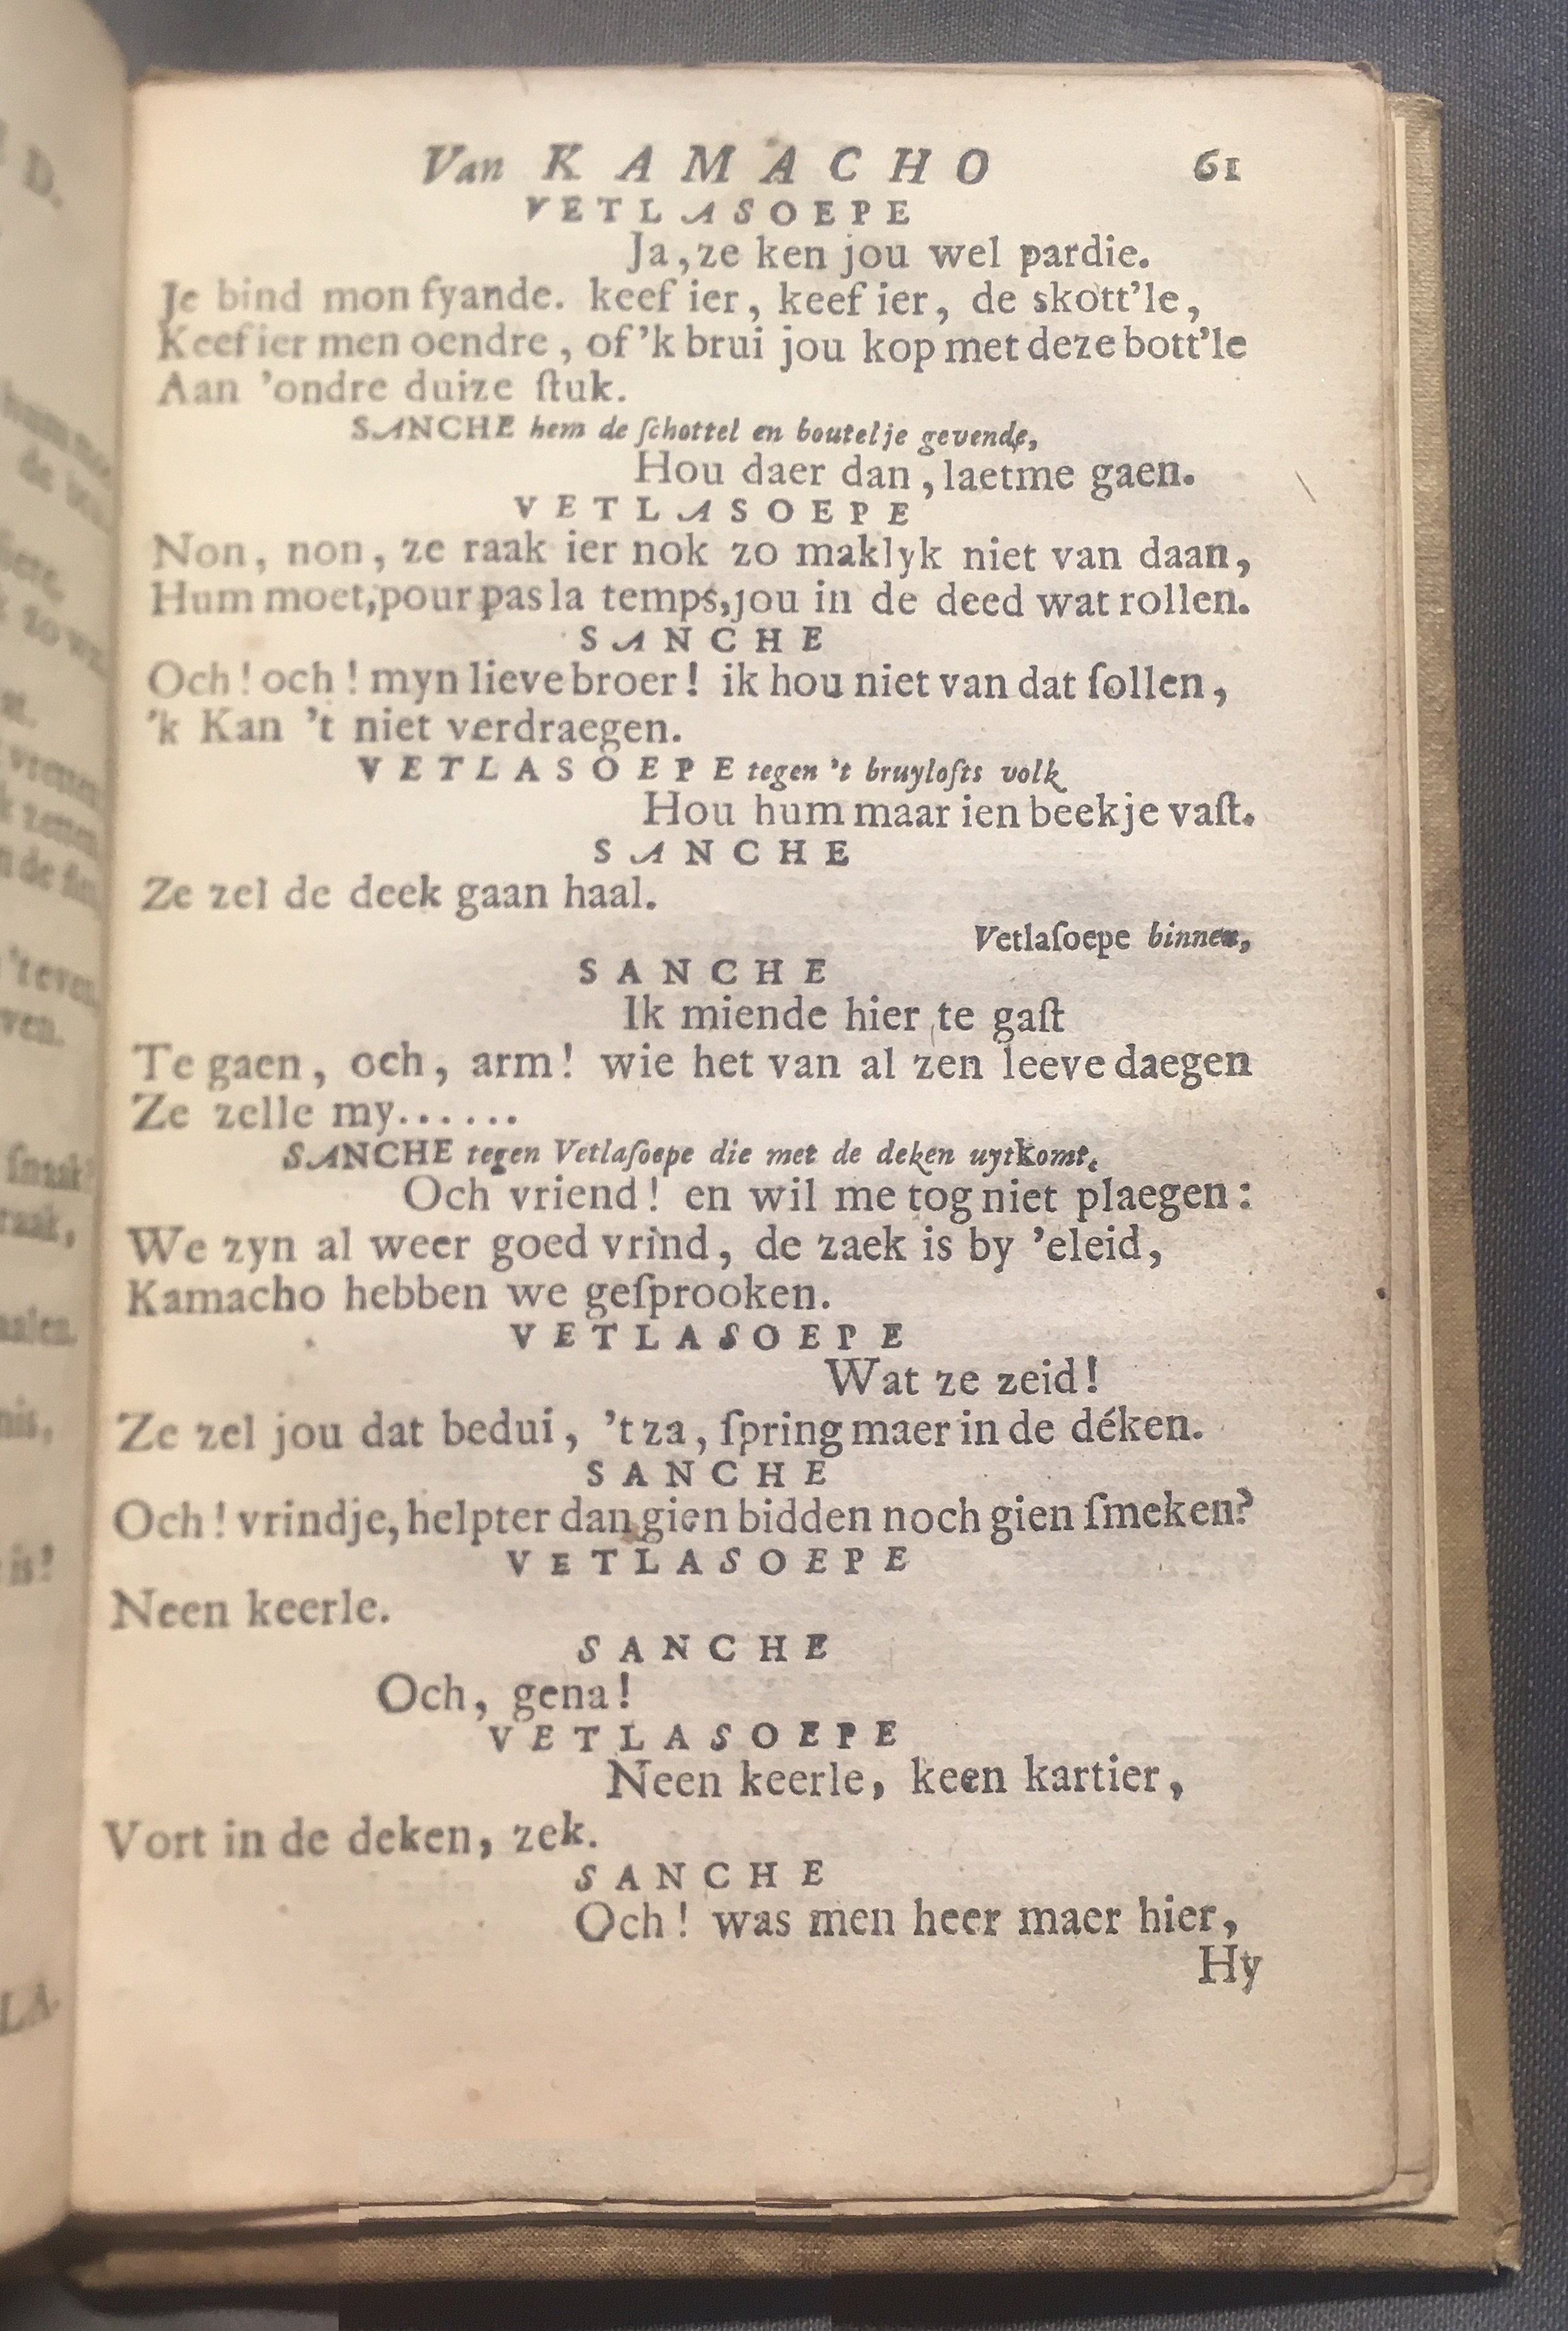 Van KAMACHO 61
VETLASOEPE
Ja, ze ken jou wel pardie.
Je bind mon fyande. keef ier, keef ier, de skott'le,
Keef ier men oendre, of 'k brui jou kop met deze bott'le
Aan 'ondre duize ſtuk.
SANCHE hem de ſchottel en boutelje gevende,
Hou daer dan, laetme gaen.
VETLASOEPE
Non, non, ze raak ier nok zo maklyk niet van daan,
Hum moet, pour pas la temps, jou in de deed wat rollen.
SANCHE
Och! och! myn lieve broer! ik hou niet van dat ſollen,
'k Kan 't niet verdraegen.
VETLASOEPE tegen 't bruylofts volk
Hou hum maar ien beekje vaſt.
SANCHE
Ze zel de deek gaan haal.
Vetlaſoepe binnen,
SANCHE
Ik miende hier te gaſt
Te gaen, och, arm! wie het van al zen leeve daegen
Ze zelle my......
SANCHE tegen Vetlaſoepe die met de deken uytkomt.
Och vriend! en wil me tog niet plaegen:
We zyn al weer goed vrind, de zaek is by 'eleid,
Kamacho hebben we geſprooken.
VETLASOEPE
Wat ze zeid!
Ze zel jou dat bedui, 't za, ſpring maer in de déken.
SANCHE
Och! vrindje, helpter dan gien bidden noch gien ſmeken?
VETLASOEPE
Neen keerle.
SANCHE
Och, gena!
VETLASOEPE
Neen keerle, keen kartier,
Vort in de deken, zek.
SANCHE
Och! was men heer maer hier,
Hy